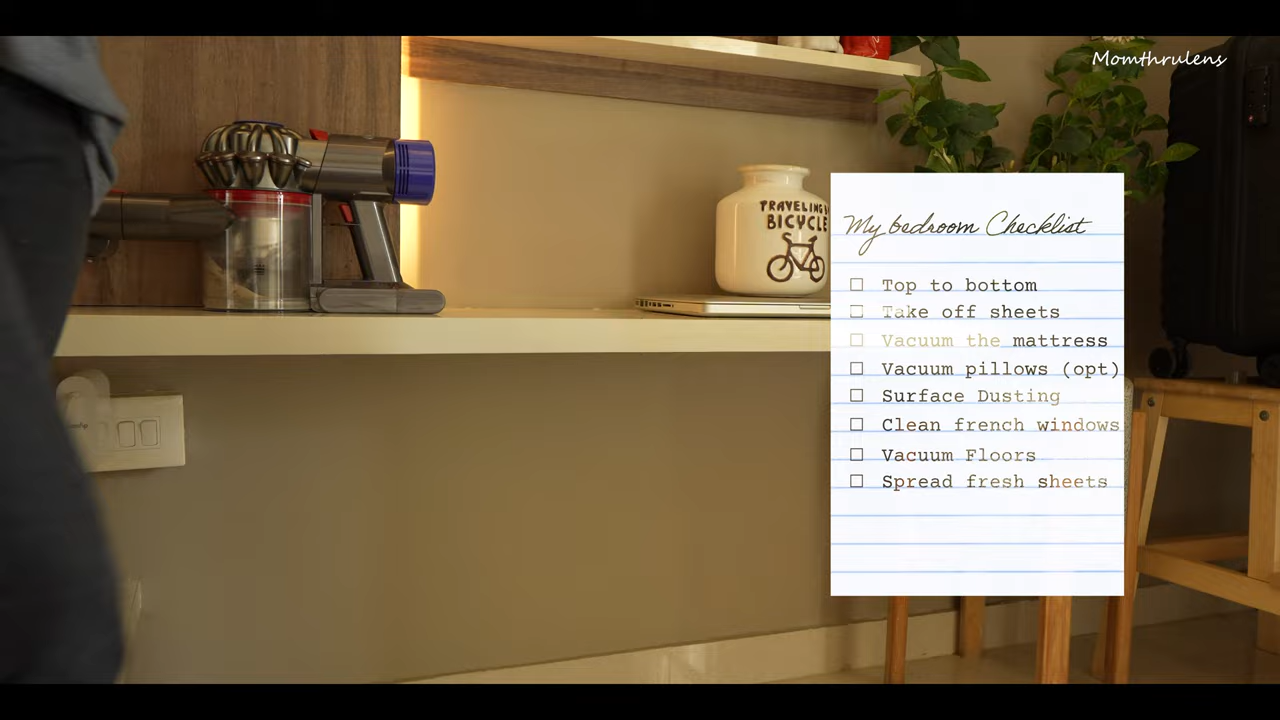 Momthrulens
TRAVELING
BICYCLE
My bedroom Checklist
☐ Top to bottom
☐ Take off sheets
☐ Vacuum the mattress
☐ Vacuum pillows (opt)
☐ Surface Dusting
☐ Clean french windows
☐ Vacuum Floors
☐ Spread fresh sheets